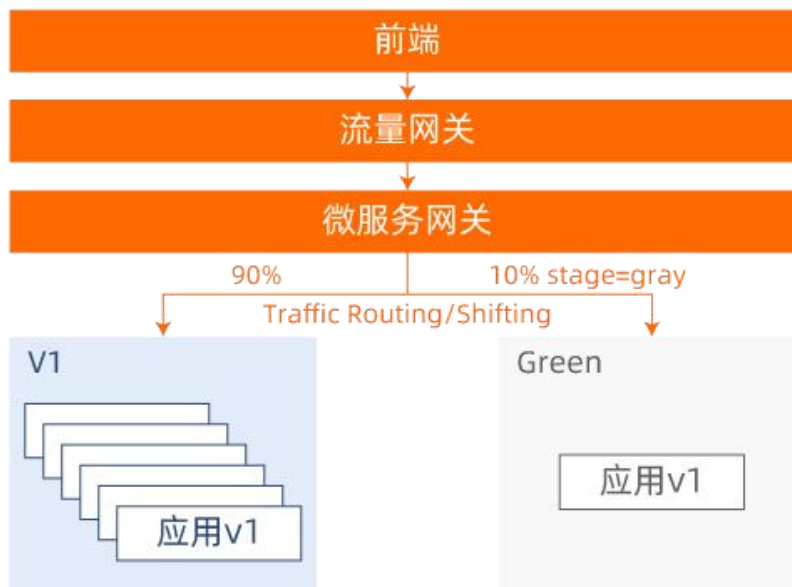 前端
流量网关
微服务网关
90%
10% stage=gray
Traffic Routing/Shifting
V1
Green
应用v1
应用v1